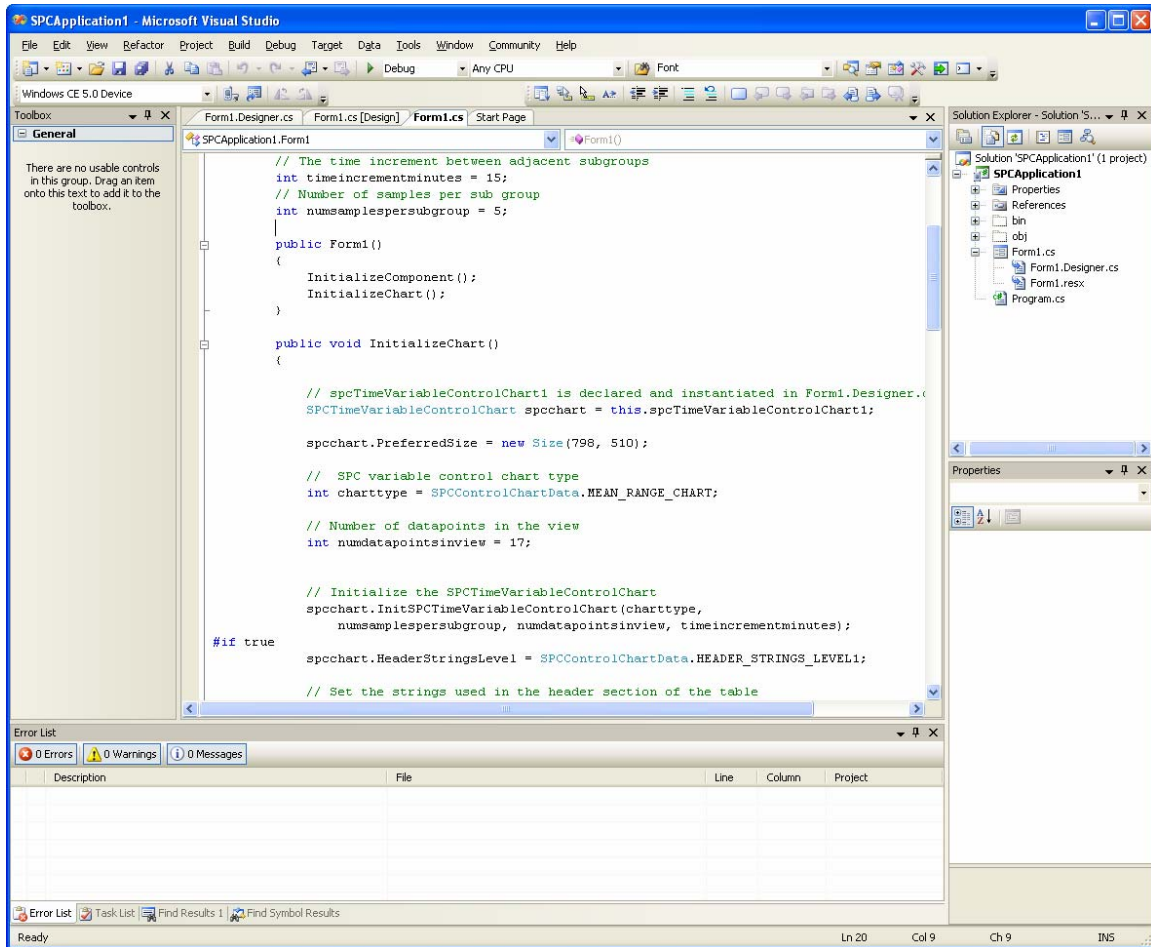 SPCApplication1 - Microsoft Visual Studio
File Edit View Refactor Project Build Debug Target Data Tools Window Community Help
Debug Any CPU Font
Windows CE 5.0 Device
Toolbox
General
There are no usable controls
in this group. Drag an item
onto this text to add it to the
toolbox.
Form1.Designer.cs Form1.cs [Design] Form1.cs Start Page
SPCApplication1.Form1 Form1()
// The time increment between adjacent subgroups
int timeincrementminutes = 15;
// Number of samples per sub group
int numsamplespersubgroup = 5;
public Form1()
{
InitializeComponent();
InitializeChart();
}
public void InitializeChart()
{
// spcTimeVariableControlChart1 is declared and instantiated in Form1.Designer.
SPCTimeVariableControlChart spcchart = this.spcTimeVariableControlChart1;
spcchart.PreferredSize = new Size(798, 510);
// SPC variable control chart type
int charttype = SPCControlChartData.MEAN_RANGE_CHART;
// Number of datapoints in the view
int numdatapointsinview = 17;
// Initialize the SPCTimeVariableControlChart
spcchart.InitSPCTimeVariableControlChart(charttype,
numsamplespersubgroup, numdatapointsinview, timeincrementminutes);
#if true
spcchart.HeaderStringsLevel = SPCControlChartData.HEADER_STRINGS_LEVEL1;
// Set the strings used in the header section of the table
Solution Explorer - Solution 'S...
Solution 'SPCApplication1' (1 project)
SPCApplication1
Properties
References
bin
obj
Form1.cs
Form1.Designer.cs
Form1.resx
Program.cs
Properties
Error List
0 Errors 0 Warnings 0 Messages
Description File Line Column Project
Error List Task List Find Results 1 Find Symbol Results
Ready Ln 20 Col 9 Ch 9 INS